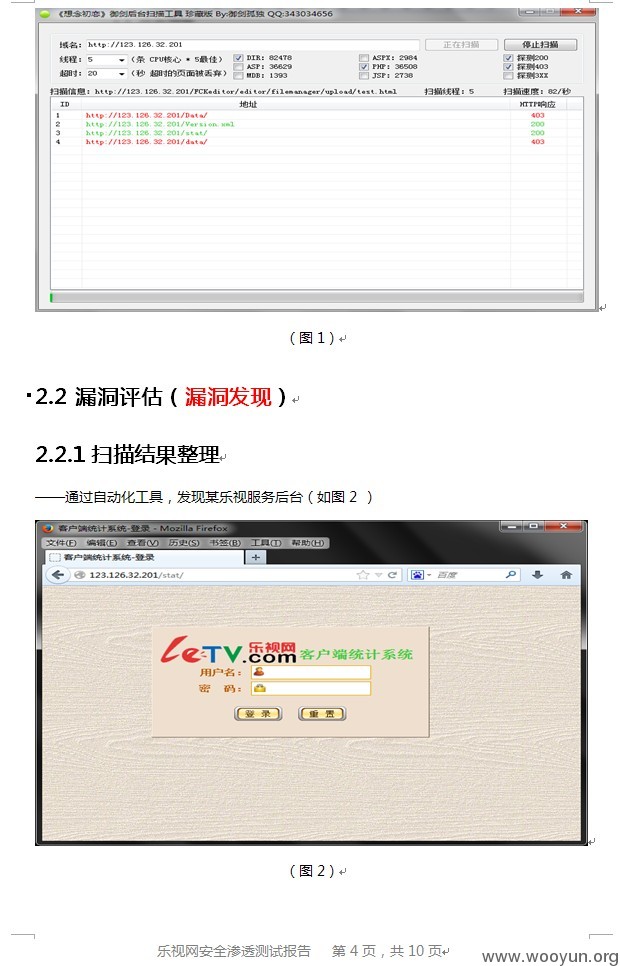 《想念初恋》御剑后台扫描工具 珍藏版 By:御剑孤独 QQ:343034656
域名: http://123.126.32.201 正在扫描 停止扫描
线程: 5 (条 CPU核心 * 5最佳) DIR: 82478 ASPX: 2984 探测200
ASP: 36629 PHP: 36508 探测403
超时: 20 (秒 超时的页面被丢弃) MDB: 1393 JSP: 2738 探测3XX
扫描信息: http://123.126.32.201/FCKeditor/editor/filemanager/upload/test.html 扫描线程: 5 扫描速度: 82/秒
ID 地址 HTTP响应
1 http://123.126.32.201/Data/ 403
2 http://123.126.32.201/Version.xml 200
3 http://123.126.32.201/stat/ 200
4 http://123.126.32.201/data/ 403
(图 1)
2.2 漏洞评估(漏洞发现)
2.2.1 扫描结果整理
——通过自动化工具，发现某乐视服务后台(如图 2 )
客户端统计系统-登录 - Mozilla Firefox
文件(F) 编辑(E) 查看(V) 历史(S) 书签(B) 工具(T) 帮助(H)
客户端统计系统-登录 +
123.126.32.201/stat/ 百度
LeTV.com 乐视网 客户端统计系统
用户名:
密 码:
登 录 重 置
(图 2)
乐视网安全渗透测试报告 第 4 页，共 10 页
www.wooyun.org